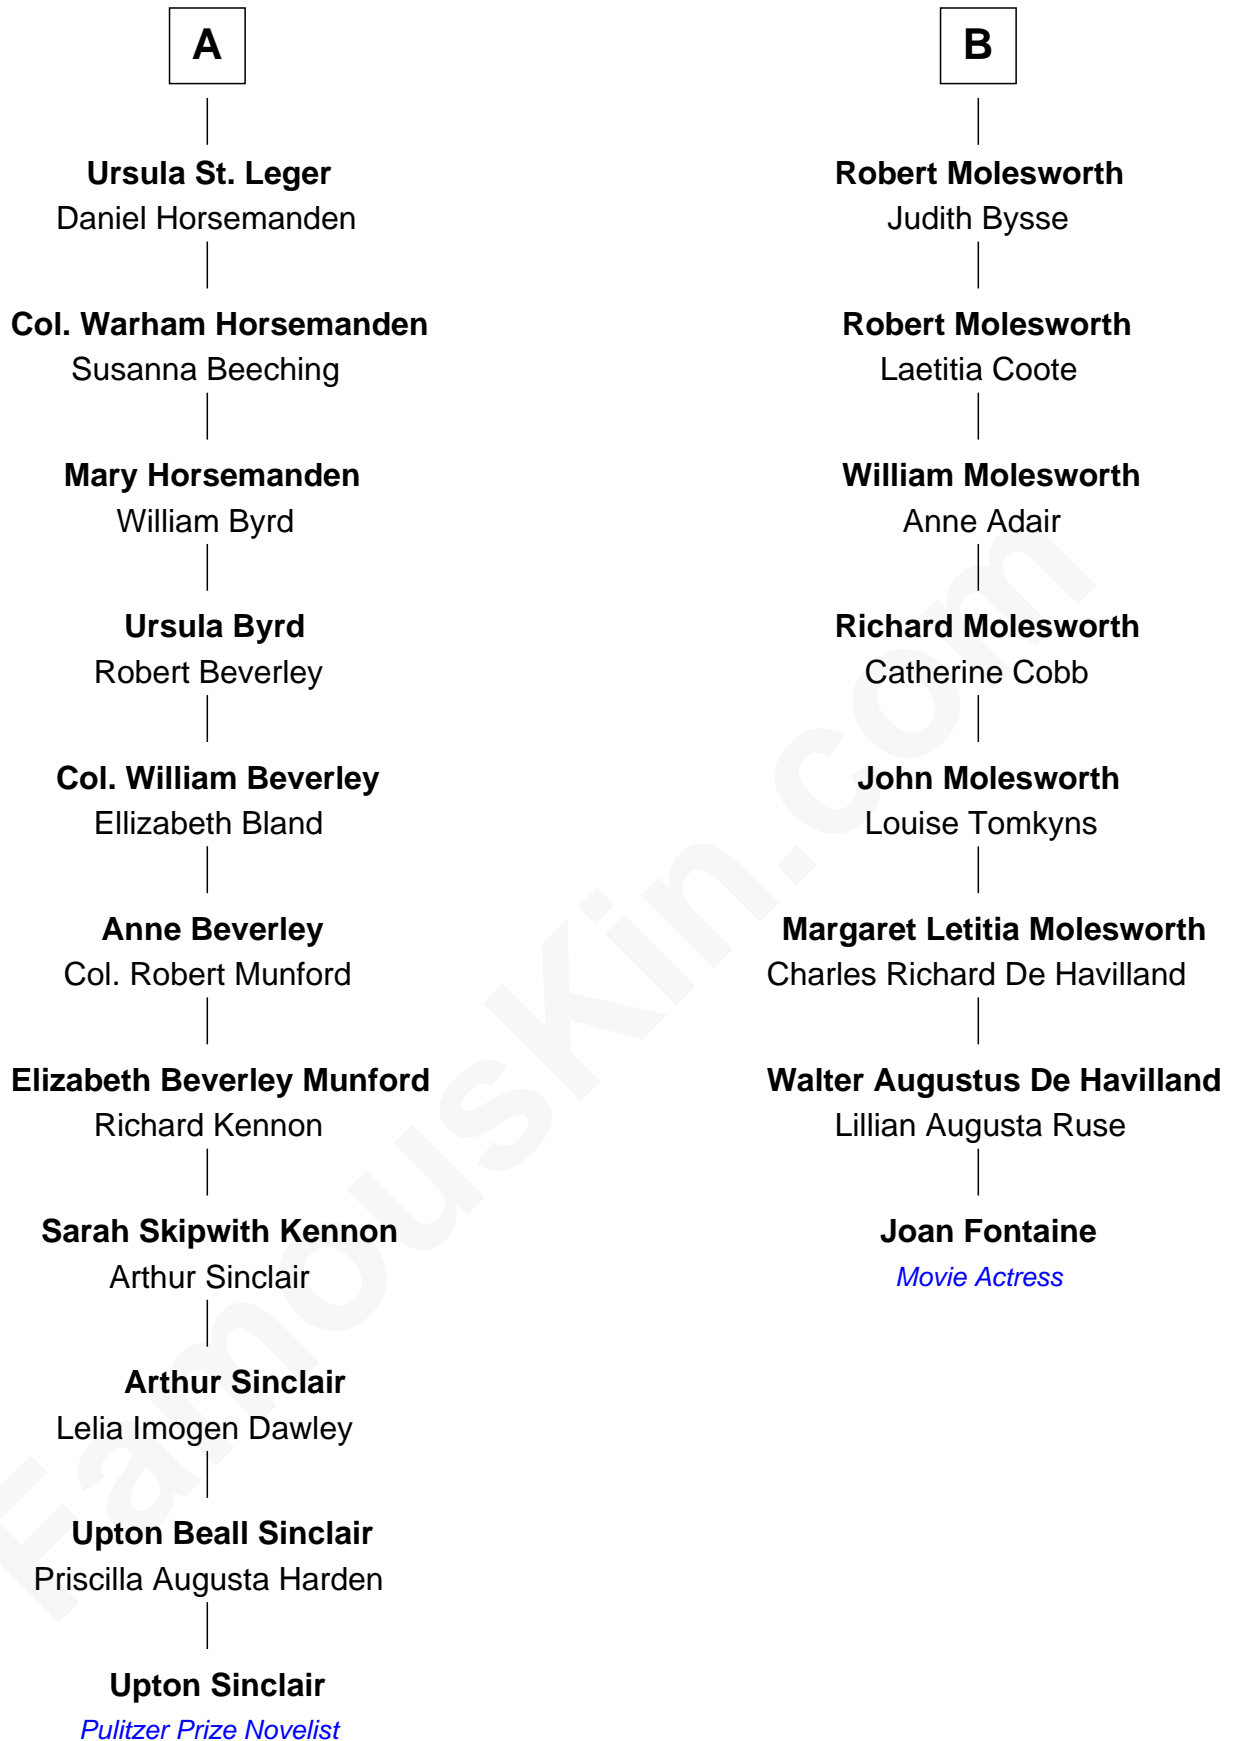 A
Ursula St. Leger
Daniel Horsemanden
Col. Warham Horsemanden
Susanna Beeching
Mary Horsemanden
William Byrd
Ursula Byrd
Robert Beverley
Col. William Beverley
Ellizabeth Bland
Anne Beverley
Col. Robert Munford
Elizabeth Beverley Munford
Richard Kennon
Sarah Skipwith Kennon
Arthur Sinclair
Arthur Sinclair
Lelia Imogen Dawley
Upton Beall Sinclair
Priscilla Augusta Harden
Upton Sinclair
Pulitzer Prize Novelist
B
Robert Molesworth
Judith Bysse
Robert Molesworth
Laetitia Coote
William Molesworth
Anne Adair
Richard Molesworth
Catherine Cobb
John Molesworth
Louise Tomkyns
Margaret Letitia Molesworth
Charles Richard De Havilland
Walter Augustus De Havilland
Lillian Augusta Ruse
Joan Fontaine
Movie Actress
FamousKin.com